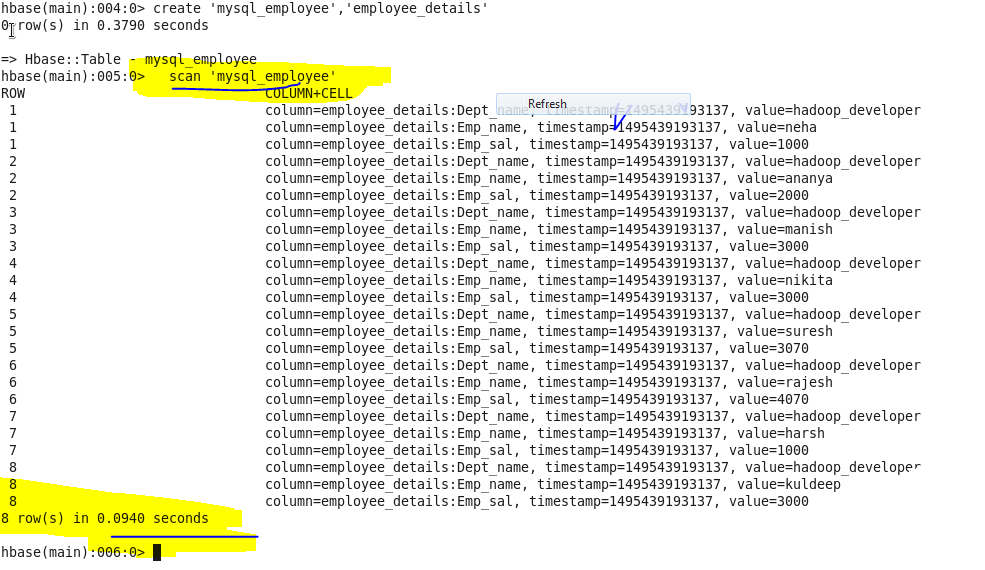 hbase(main):004:0> create 'mysql_employee','employee_details'
0 row(s) in 0.3790 seconds
=> Hbase::Table - mysql_employee
hbase(main):005:0>   scan 'mysql_employee'
ROW COLUMN+CELL
Refresh
1 column=employee_details:Dept_name, timestamp=1495439193137, value=hadoop_developer
1 column=employee_details:Emp_name, timestamp=1495439193137, value=neha
1 column=employee_details:Emp_sal, timestamp=1495439193137, value=1000
2 column=employee_details:Dept_name, timestamp=1495439193137, value=hadoop_developer
2 column=employee_details:Emp_name, timestamp=1495439193137, value=ananya
2 column=employee_details:Emp_sal, timestamp=1495439193137, value=2000
3 column=employee_details:Dept_name, timestamp=1495439193137, value=hadoop_developer
3 column=employee_details:Emp_name, timestamp=1495439193137, value=manish
3 column=employee_details:Emp_sal, timestamp=1495439193137, value=3000
4 column=employee_details:Dept_name, timestamp=1495439193137, value=hadoop_developer
4 column=employee_details:Emp_name, timestamp=1495439193137, value=nikita
4 column=employee_details:Emp_sal, timestamp=1495439193137, value=3000
5 column=employee_details:Dept_name, timestamp=1495439193137, value=hadoop_developer
5 column=employee_details:Emp_name, timestamp=1495439193137, value=suresh
5 column=employee_details:Emp_sal, timestamp=1495439193137, value=3070
6 column=employee_details:Dept_name, timestamp=1495439193137, value=hadoop_developer
6 column=employee_details:Emp_name, timestamp=1495439193137, value=rajesh
6 column=employee_details:Emp_sal, timestamp=1495439193137, value=4070
7 column=employee_details:Dept_name, timestamp=1495439193137, value=hadoop_developer
7 column=employee_details:Emp_name, timestamp=1495439193137, value=harsh
7 column=employee_details:Emp_sal, timestamp=1495439193137, value=1000
8 column=employee_details:Dept_name, timestamp=1495439193137, value=hadoop_developer
8 column=employee_details:Emp_name, timestamp=1495439193137, value=kuldeep
8 column=employee_details:Emp_sal, timestamp=1495439193137, value=3000
8 row(s) in 0.0940 seconds
hbase(main):006:0>